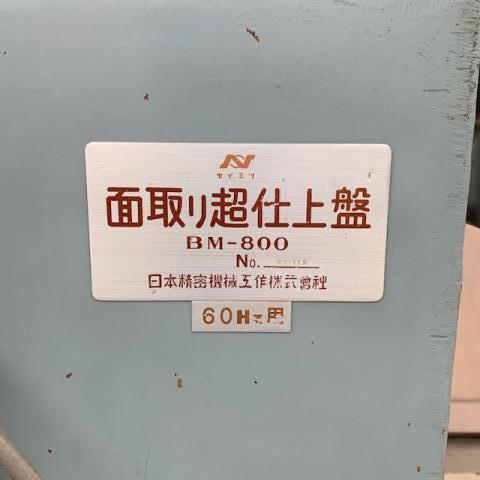 セイミツ
面取り超仕上盤
BM-800
No.
日本精密機械工作株式會社
60Hz用